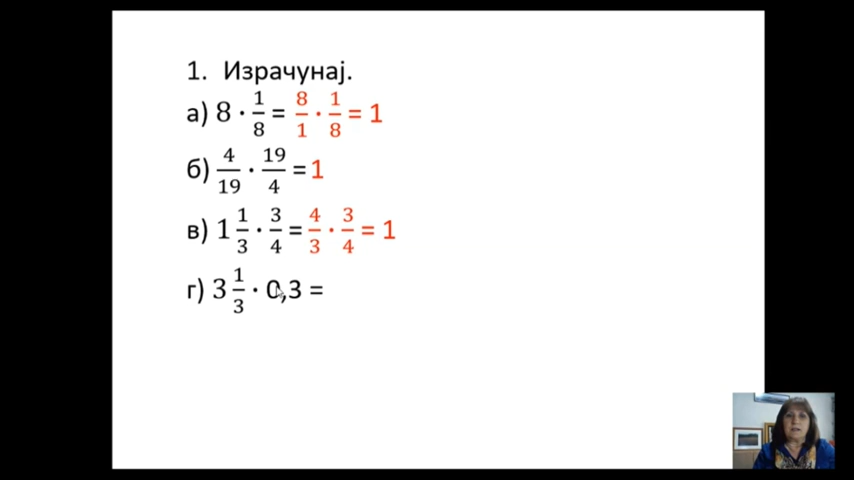 1. Израчунај.
а) 8 · 1/8 = 8/1 · 1/8 = 1
б) 4/19 · 19/4 = 1
в) 1 1/3 · 3/4 = 4/3 · 3/4 = 1
г) 3 1/3 · 0,3 =